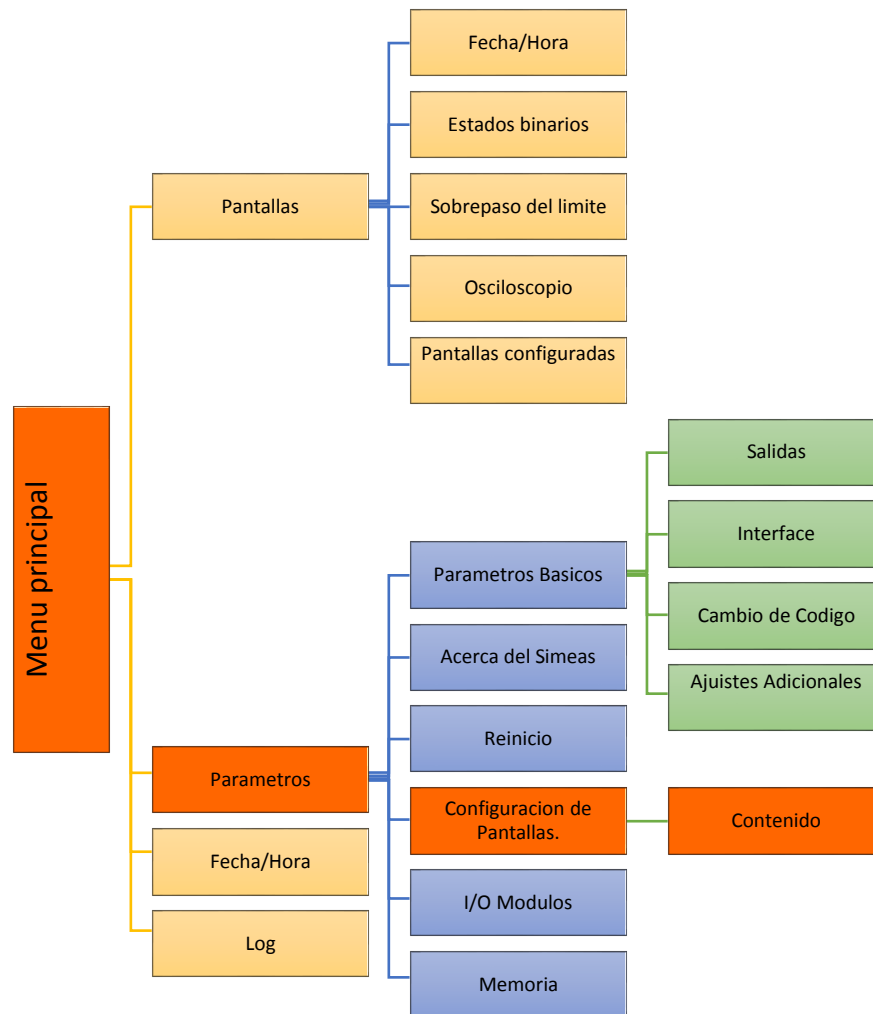 Menu principal
Pantallas
Fecha/Hora
Estados binarios
Sobrepaso del limite
Osciloscopio
Pantallas configuradas
Parametros
Parametros Basicos
Salidas
Interface
Cambio de Codigo
Ajuistes Adicionales
Acerca del Simeas
Reinicio
Configuracion de
Pantallas.
Contenido
I/O Modulos
Memoria
Fecha/Hora
Log